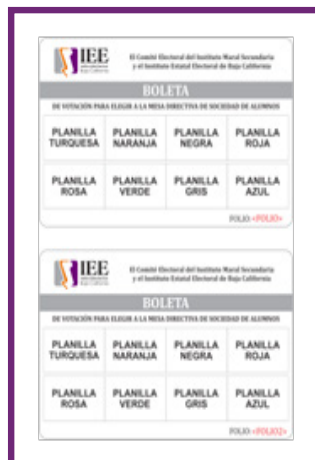 IEE
El Comité Electoral del Instituto Maral Secundaria
y el Instituto Estatal Electoral de Baja California
BOLETA
DE VOTACIÓN PARA ELEGIR A LA MESA DIRECTIVA DE SOCIEDAD DE ALUMNOS
PLANILLA TURQUESA
PLANILLA NARANJA
PLANILLA NEGRA
PLANILLA ROJA
PLANILLA ROSA
PLANILLA VERDE
PLANILLA GRIS
PLANILLA AZUL
FOLIO: «FOLIO»
IEE
El Comité Electoral del Instituto Maral Secundaria
y el Instituto Estatal Electoral de Baja California
BOLETA
DE VOTACIÓN PARA ELEGIR A LA MESA DIRECTIVA DE SOCIEDAD DE ALUMNOS
PLANILLA TURQUESA
PLANILLA NARANJA
PLANILLA NEGRA
PLANILLA ROJA
PLANILLA ROSA
PLANILLA VERDE
PLANILLA GRIS
PLANILLA AZUL
FOLIO: «FOLIO2»